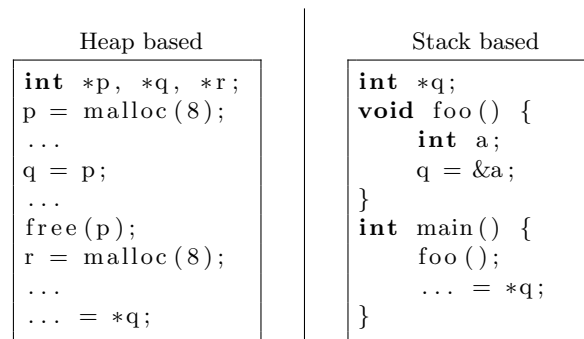 Heap based
int *p, *q, *r;
p = malloc(8);
...
q = p;
...
free(p);
r = malloc(8);
...
... = *q;
Stack based
int *q;
void foo() {
int a;
q = &a;
}
int main() {
foo();
... = *q;
}